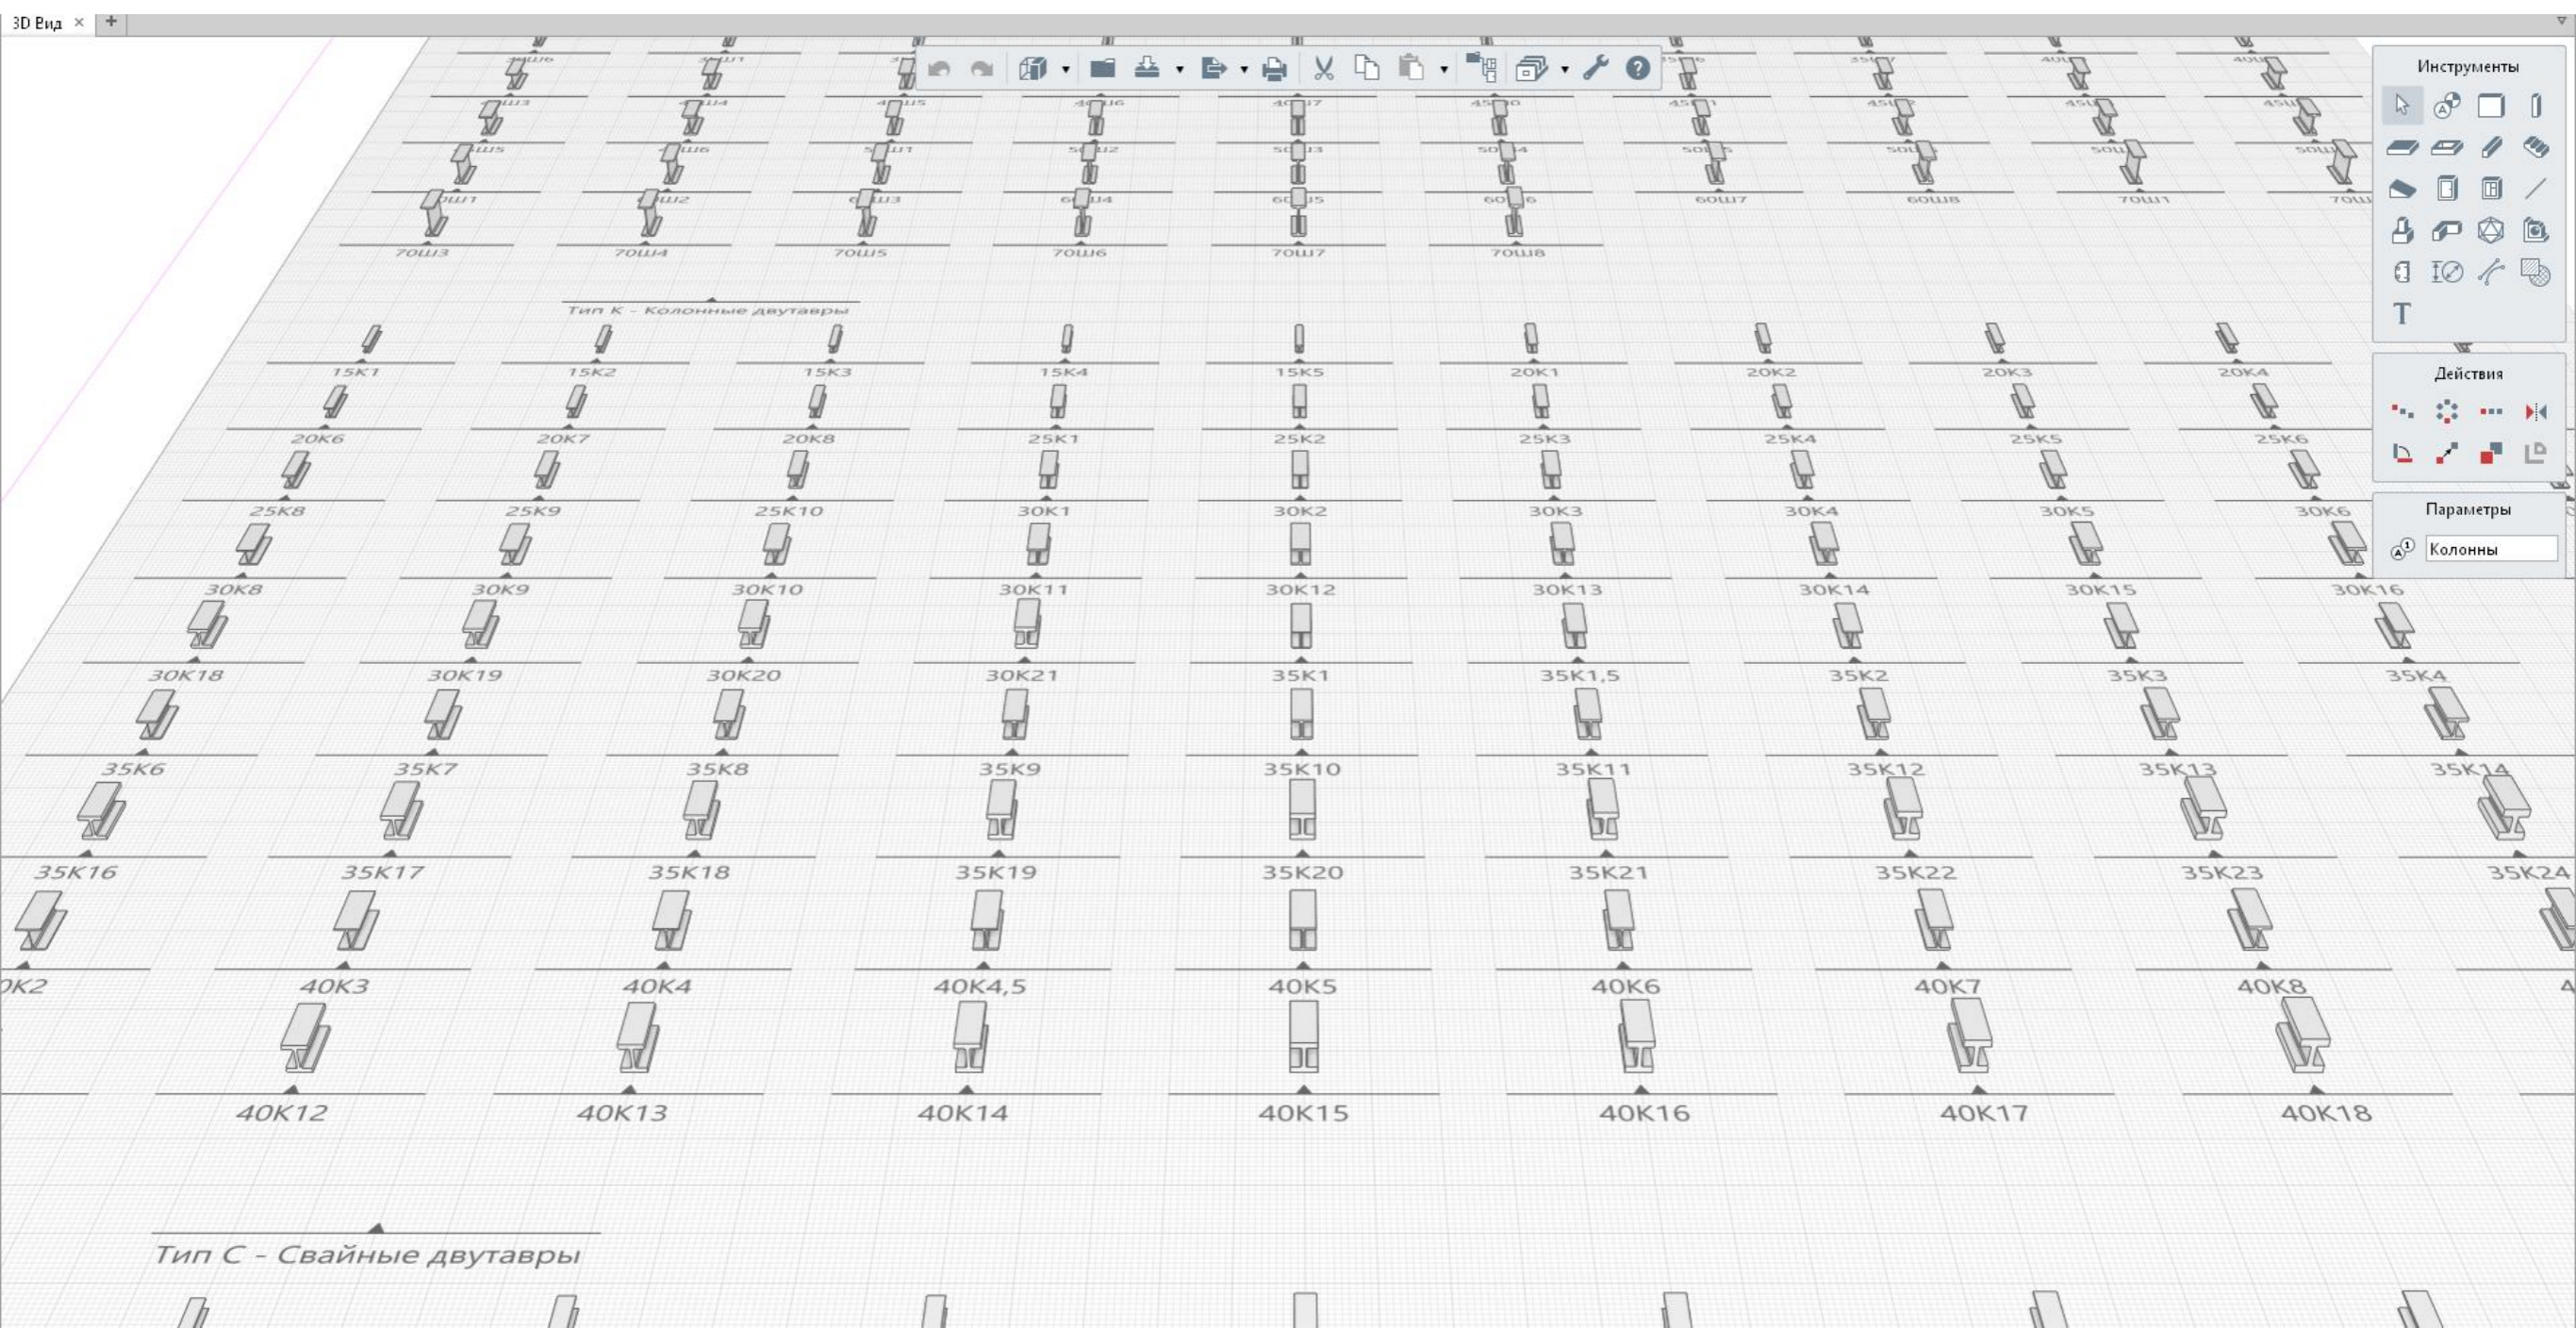 3D Вид
Инструменты
60Ш7 60Ш8 70Ш1
70Ш3 70Ш4 70Ш5 70Ш6 70Ш7 70Ш8
Тип К - Колонные двутавры
15К1 15К2 15К3 15К4 15К5 20К1 20К2 20К3 20К4
Действия
20К6 20К7 20К8 25К1 25К2 25К3 25К4 25К5 25К6
25К8 25К9 25К10 30К1 30К2 30К3 30К4 30К5 30К6
Параметры
Колонны
30К8 30К9 30К10 30К11 30К12 30К13 30К14 30К15 30К16
30К18 30К19 30К20 30К21 35К1 35К1,5 35К2 35К3 35К4
35К6 35К7 35К8 35К9 35К10 35К11 35К12 35К13 35К14
35К16 35К17 35К18 35К19 35К20 35К21 35К22 35К23 35К24
40К3 40К4 40К4,5 40К5 40К6 40К7 40К8
40К12 40К13 40К14 40К15 40К16 40К17 40К18
Тип С - Свайные двутавры